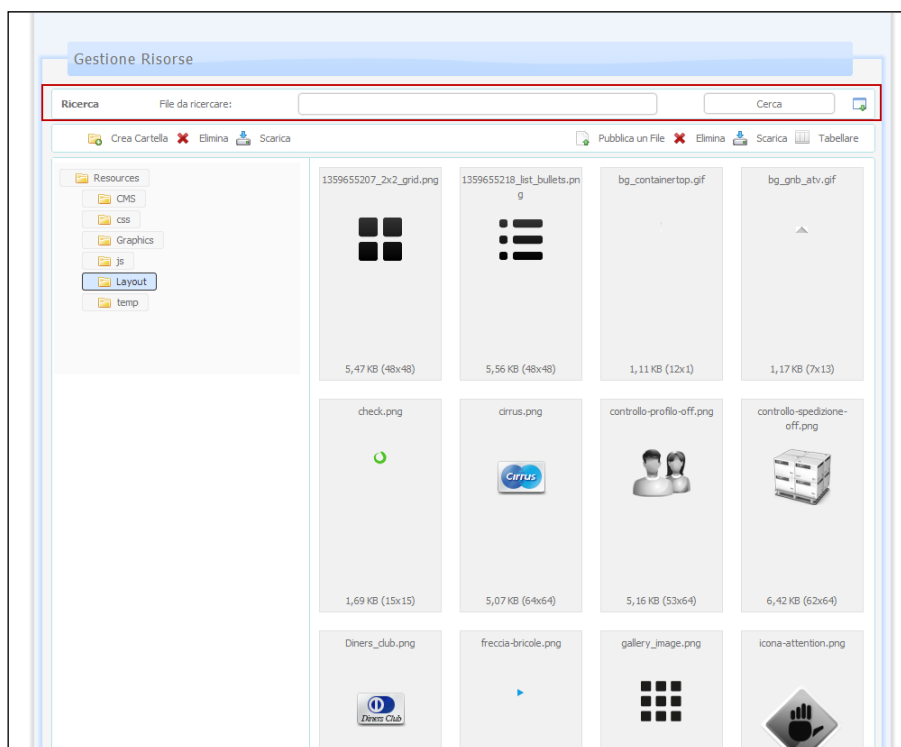 Gestione Risorse
Ricerca File da ricercare: Cerca
Crea Cartella Elimina Scarica Pubblica un File Elimina Scarica Tabellare
Resources
CMS
css
Graphics
js
Layout
temp
1359655207_2x2_grid.png 1359655218_list_bullets.pn bg_containertop.gif bg_gnb_atv.gif
g
5,47 KB (48x48) 5,56 KB (48x48) 1,11 KB (12x1) 1,17 KB (7x13)
check.png cirrus.png controllo-profilo-off.png controllo-spedizione-
off.png
Cirrus
1,69 KB (15x15) 5,07 KB (64x64) 5,16 KB (53x64) 6,42 KB (62x64)
Diners_club.png freccia-bricole.png gallery_image.png icona-attention.png
Diners Club